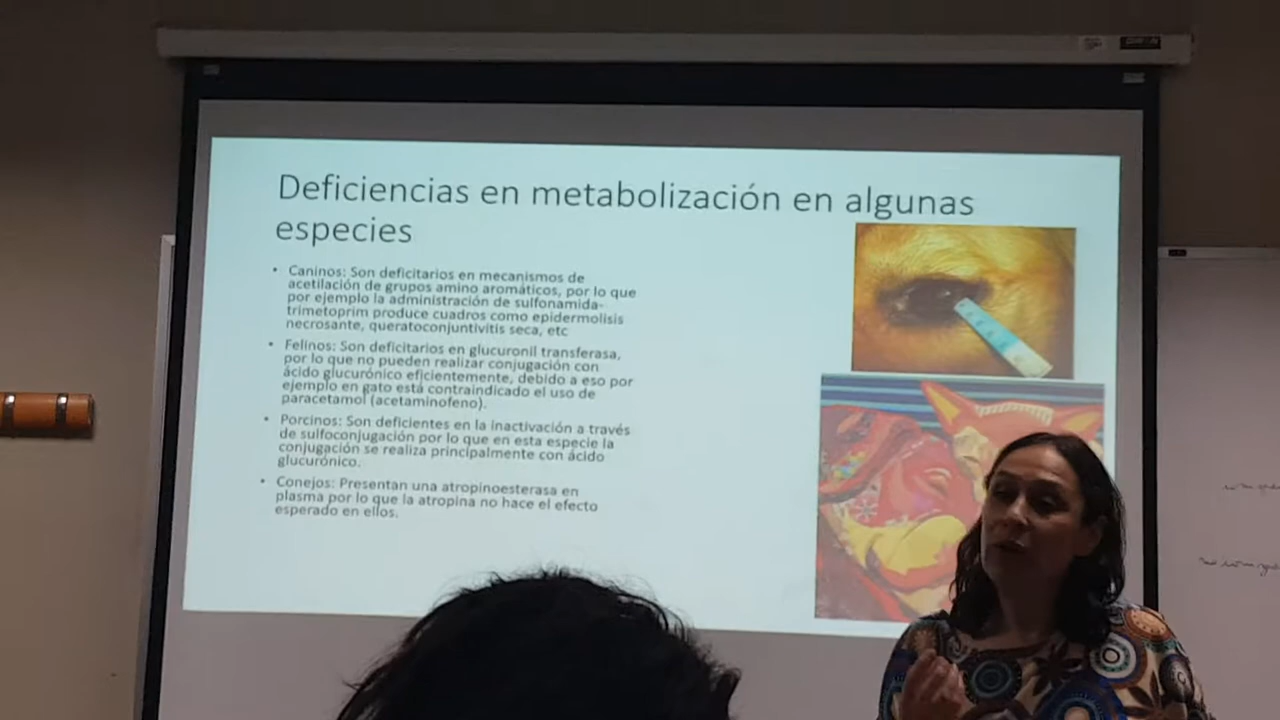 Deficiencias en metabolización en algunas
especies
• Caninos: Son deficitarios en mecanismos de
acetilación de grupos amino aromáticos, por lo que
por ejemplo la administración de sulfonamida-
trimetoprim produce cuadros como epidermolisis
necrosante, queratoconjuntivitis seca, etc
• Felinos: Son deficitarios en glucuronil transferasa,
por lo que no pueden realizar conjugación con
ácido glucurónico eficientemente, debido a eso por
ejemplo en gato está contraindicado el uso de
paracetamol (acetaminofeno).
• Porcinos: Son deficientes en la inactivación a través
de sulfoconjugación por lo que en esta especie la
conjugación se realiza principalmente con ácido
glucurónico.
• Conejos: Presentan una atropinoesterasa en
plasma por lo que la atropina no hace el efecto
esperado en ellos.